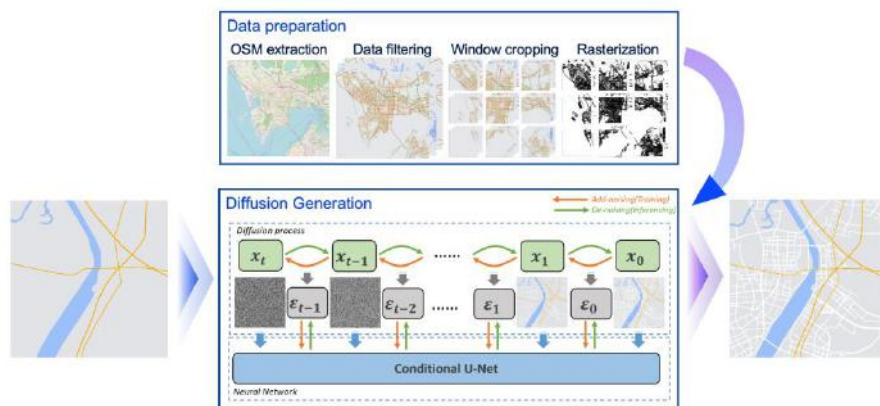 Data preparation
OSM extraction Data filtering Window cropping Rasterization
Diffusion Generation
Add-noising(Training)
De-noising(Inferencing)
Diffusion process
x_t x_{t-1} ...... x_1 x_0
ε_{t-1} ε_{t-2} ...... ε_1 ε_0
Conditional U-Net
Neural Network